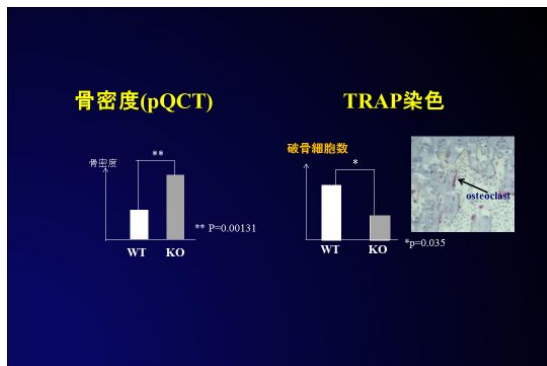 骨密度(pQCT)
骨密度
**
** P=0.00131
WT KO
TRAP染色
破骨細胞数
*
osteoclast
*p=0.035
WT KO